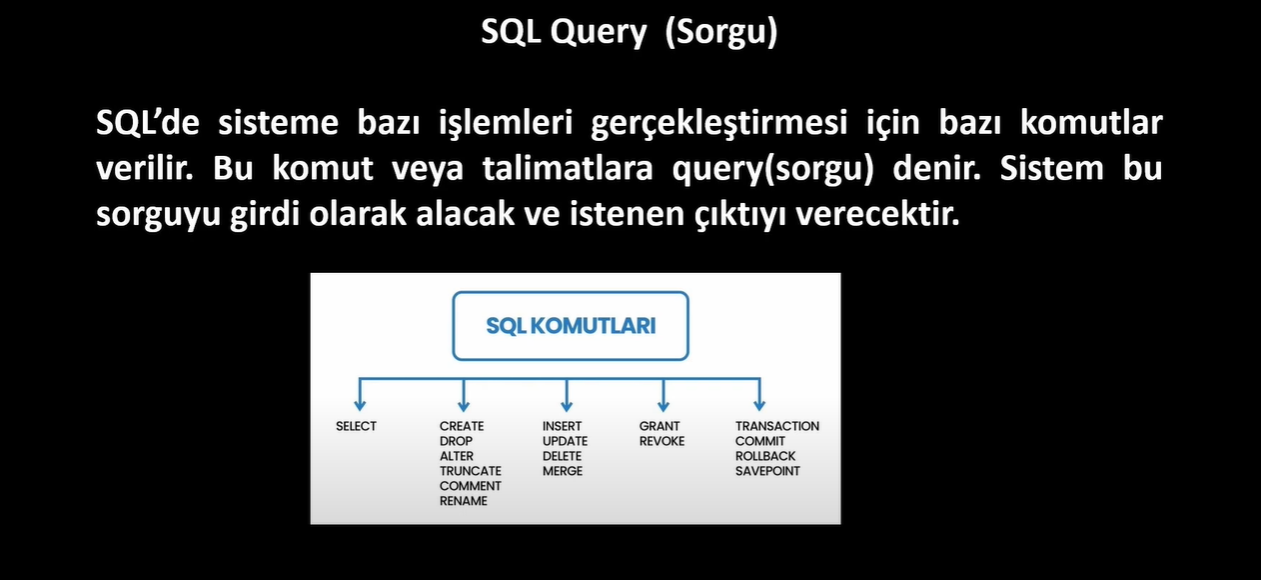 SQL Query (Sorgu)
SQL’de sisteme bazı işlemleri gerçekleştirmesi için bazı komutlar
verilir. Bu komut veya talimatlara query(sorgu) denir. Sistem bu
sorguyu girdi olarak alacak ve istenen çıktıyı verecektir.
SQL KOMUTLARI
SELECT
CREATE
DROP
ALTER
TRUNCATE
COMMENT
RENAME
INSERT
UPDATE
DELETE
MERGE
GRANT
REVOKE
TRANSACTION
COMMIT
ROLLBACK
SAVEPOINT